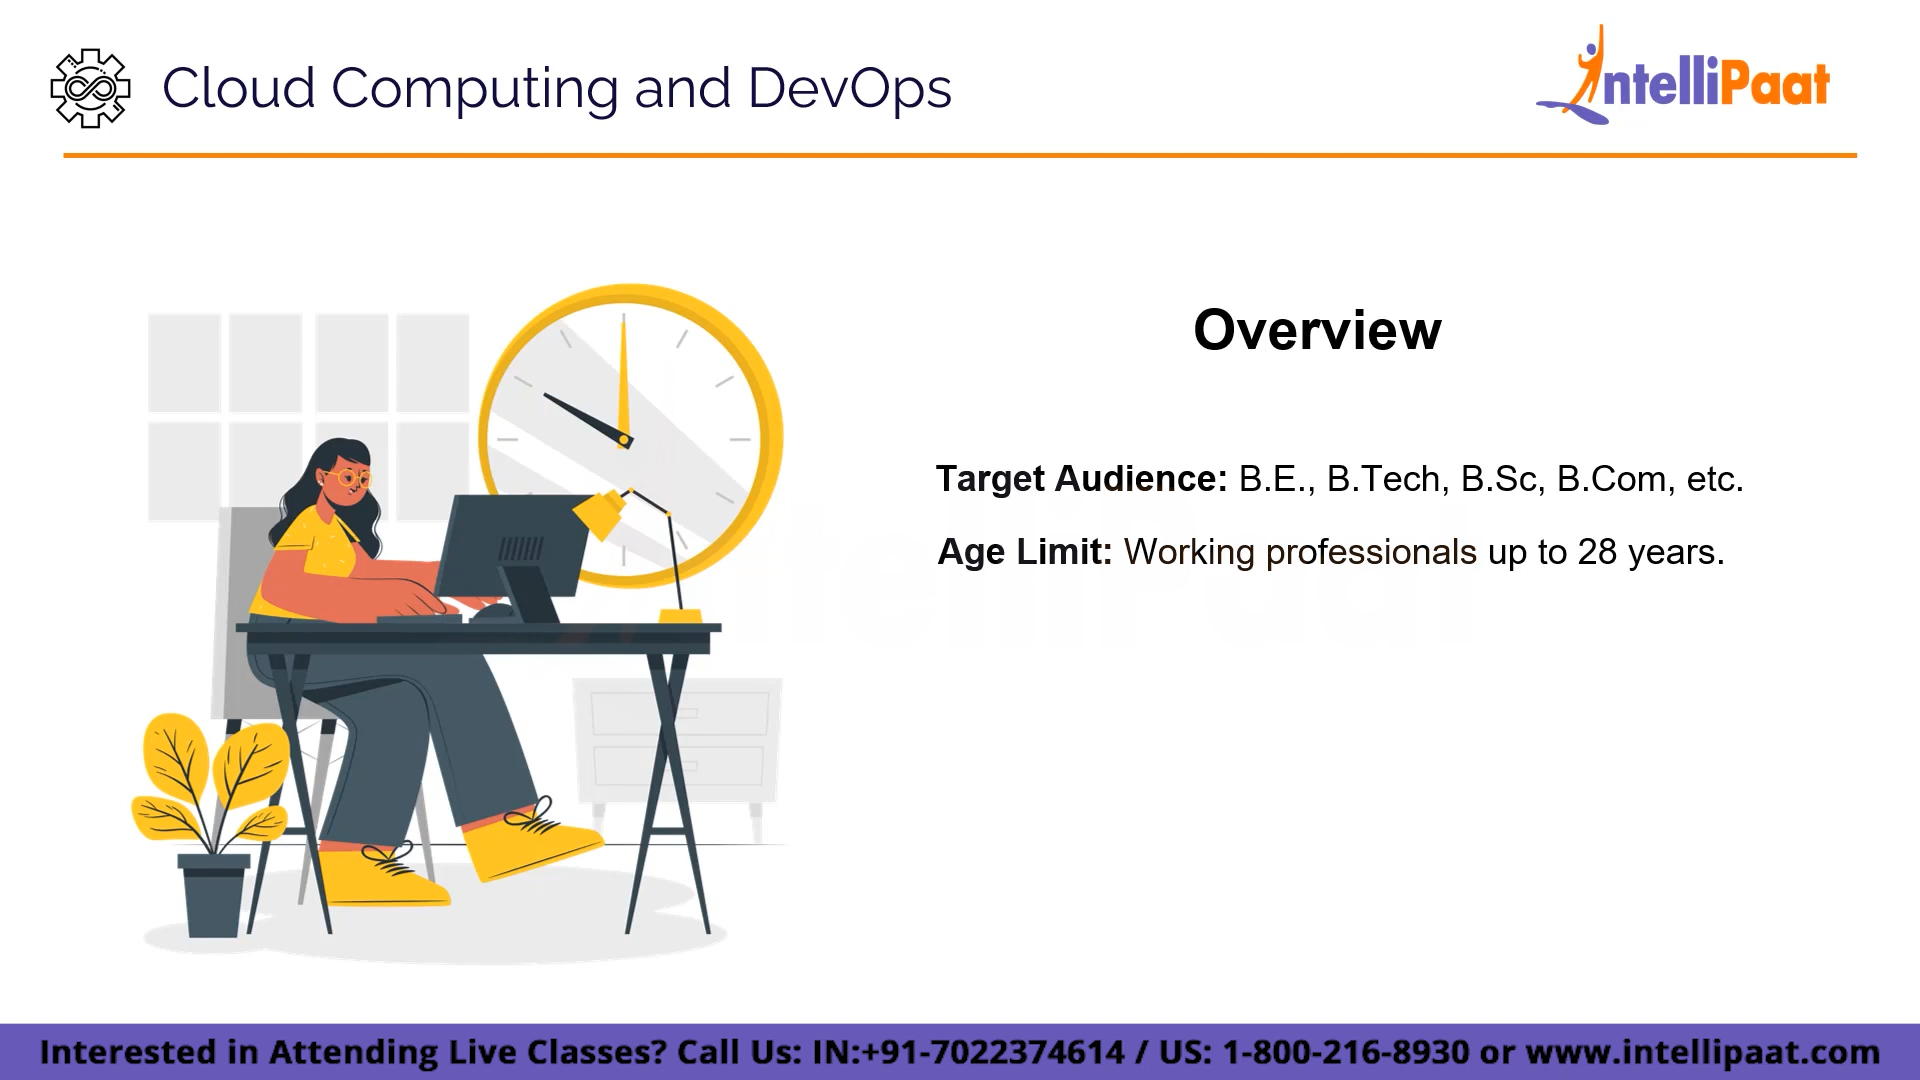 Cloud Computing and DevOps
IntelliPaat
Overview
Target Audience: B.E., B.Tech, B.Sc, B.Com, etc.
Age Limit: Working professionals up to 28 years.
Interested in Attending Live Classes? Call Us: IN:+91-7022374614 / US: 1-800-216-8930 or www.intellipaat.com